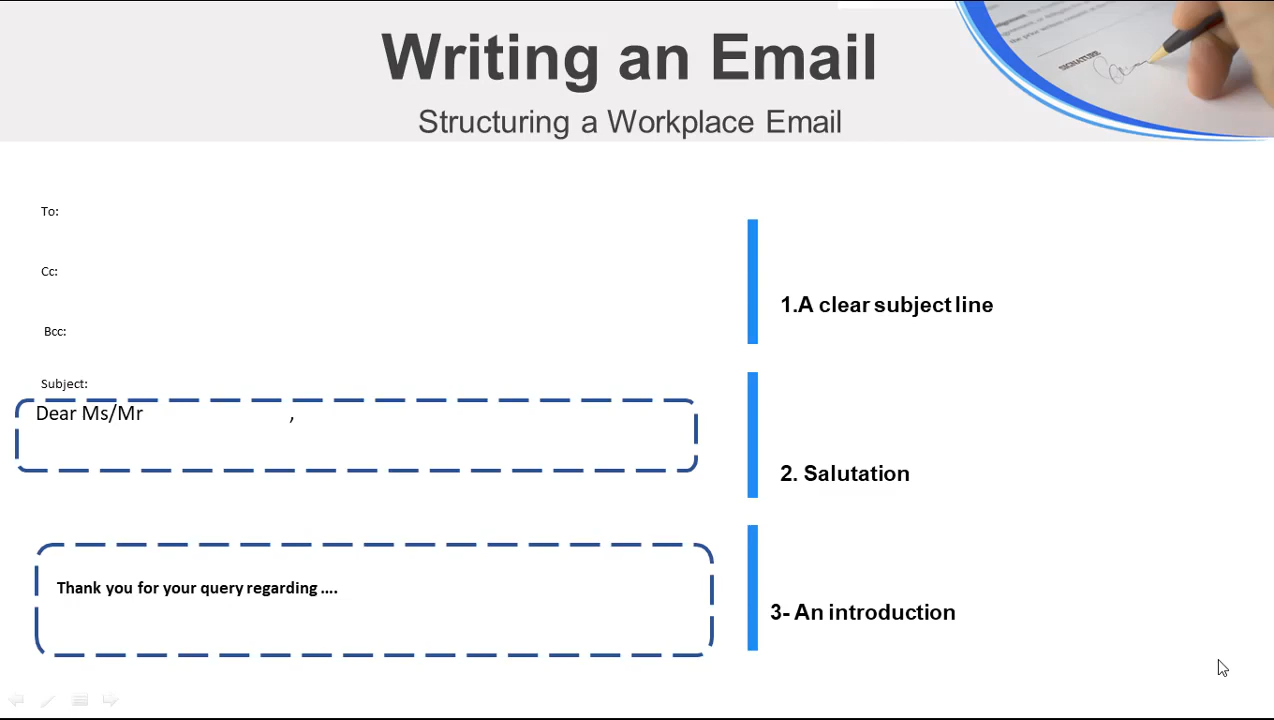 Writing an Email
Structuring a Workplace Email
SIGNATURE
To:
Cc:
Bcc:
Subject:
Dear Ms/Mr ,
Thank you for your query regarding ....
1.A clear subject line
2. Salutation
3- An introduction